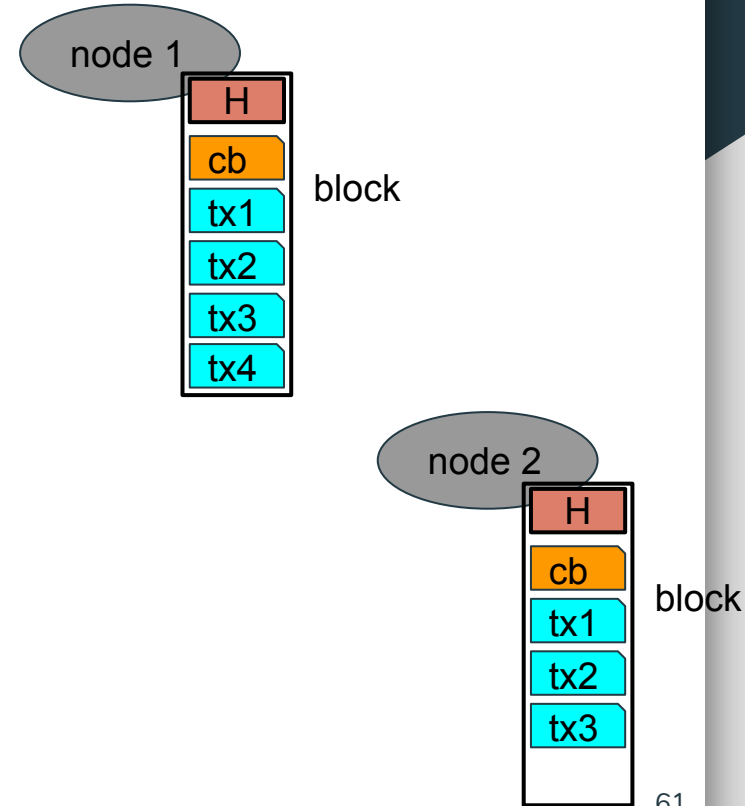 node 1
H
cb
block
tx1
tx2
tx3
tx4
node 2
H
cb
block
tx1
tx2
tx3
61